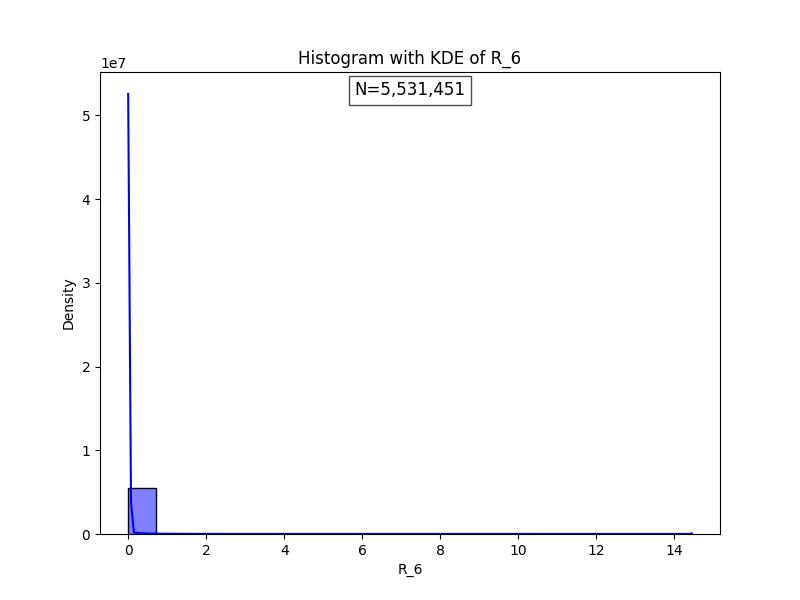 Histogram with KDE of R_6
1e7
N=5,531,451
5
4
3
2
1
0
Density
0 2 4 6 8 10 12 14
R_6